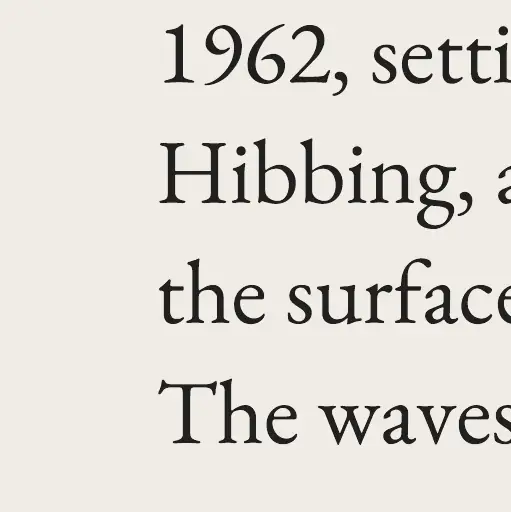 1962, setti
Hibbing, a
the surface
The waves